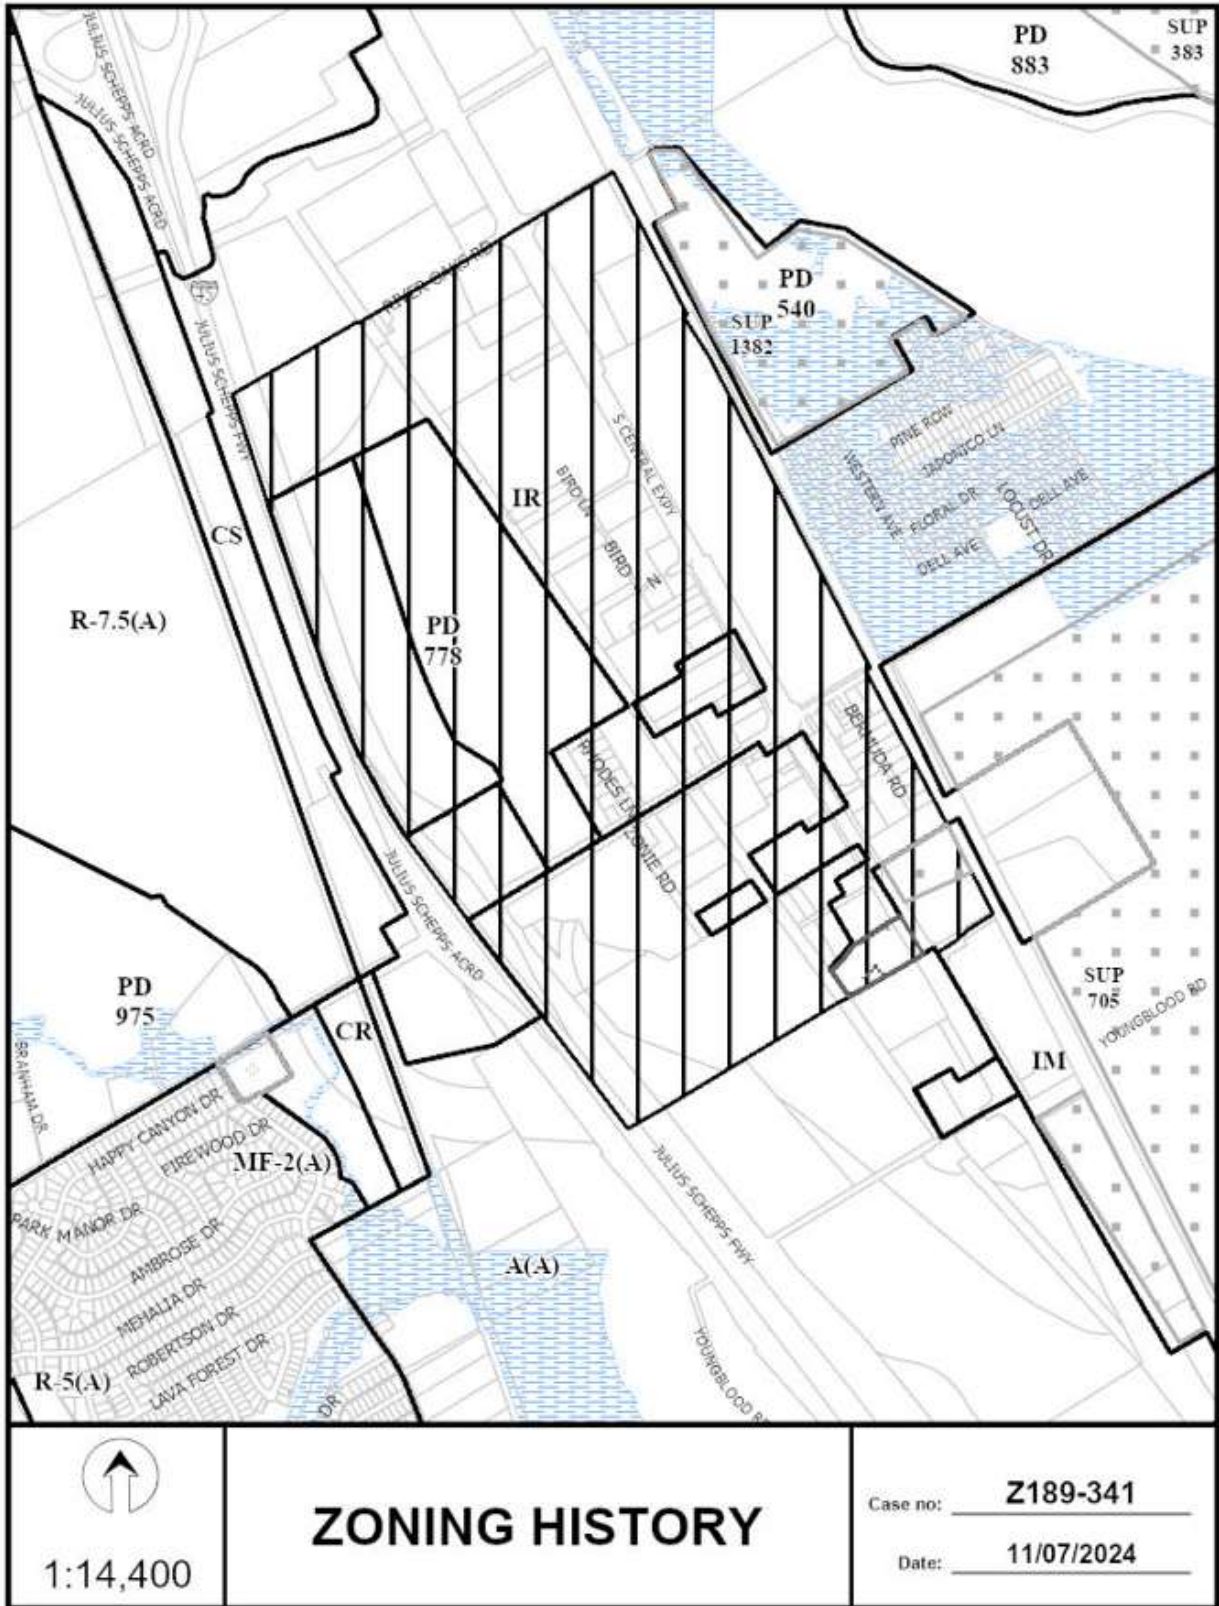 PD
883
SUP
383
JULIUS SCHEPPS ACRD
JULIUS SCHEPPS ACRD
RIVER OAKS RD
PD
540
SUP
1382
JULIUS SCHEPPS FWY
S CENTRAL EXPY
PINE ROW
JAPONICO LN
WESTERN AVE
FLORAL DR
LOCUST DR
DELL AVE
DELL AVE
IR
BIRD LN
BIRD
CS
R-7.5(A)
PD
778
BERMUDA RD
RHODES LN
ZONIE RD
JULIUS SCHEPPS ACRD
PD
975
SUP
705
YOUNGBLOOD RD
CR
IM
BRANHAM DR
HAPPY CANYON DR
FIREWOOD DR
MF-2(A)
PARK MANOR DR
AMBROSE DR
JULIUS SCHEPPS FWY
A(A)
MEHALIA DR
ROBERTSON DR
LAVA FOREST DR
R-5(A)
DR
YOUNGBLOOD
1:14,400
ZONING HISTORY
Case no: Z189-341
Date: 11/07/2024